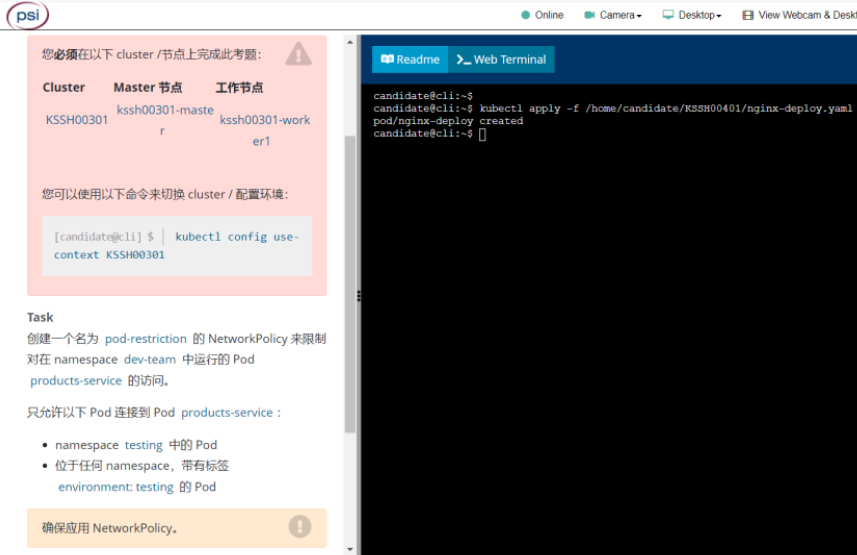 psi
Online
Camera
Desktop
View Webcam & Deskt
您必须在以下 cluster /节点上完成此考题：
Cluster
Master 节点
工作节点
KSSH00301
kssh00301-maste
r
kssh00301-work
er1
您可以使用以下命令来切换 cluster / 配置环境：
[candidate@cli] $ | kubectl config use-
context KSSH00301
Task
创建一个名为 pod-restriction 的 NetworkPolicy 来限制
对在 namespace dev-team 中运行的 Pod
products-service 的访问。
只允许以下 Pod 连接到 Pod products-service：
• namespace testing 中的 Pod
• 位于任何 namespace，带有标签
environment: testing 的 Pod
确保应用 NetworkPolicy。
Readme
>_ Web Terminal
candidate@cli:~$
candidate@cli:~$ kubectl apply -f /home/candidate/KSSH00401/nginx-deploy.yaml
pod/nginx-deploy created
candidate@cli:~$